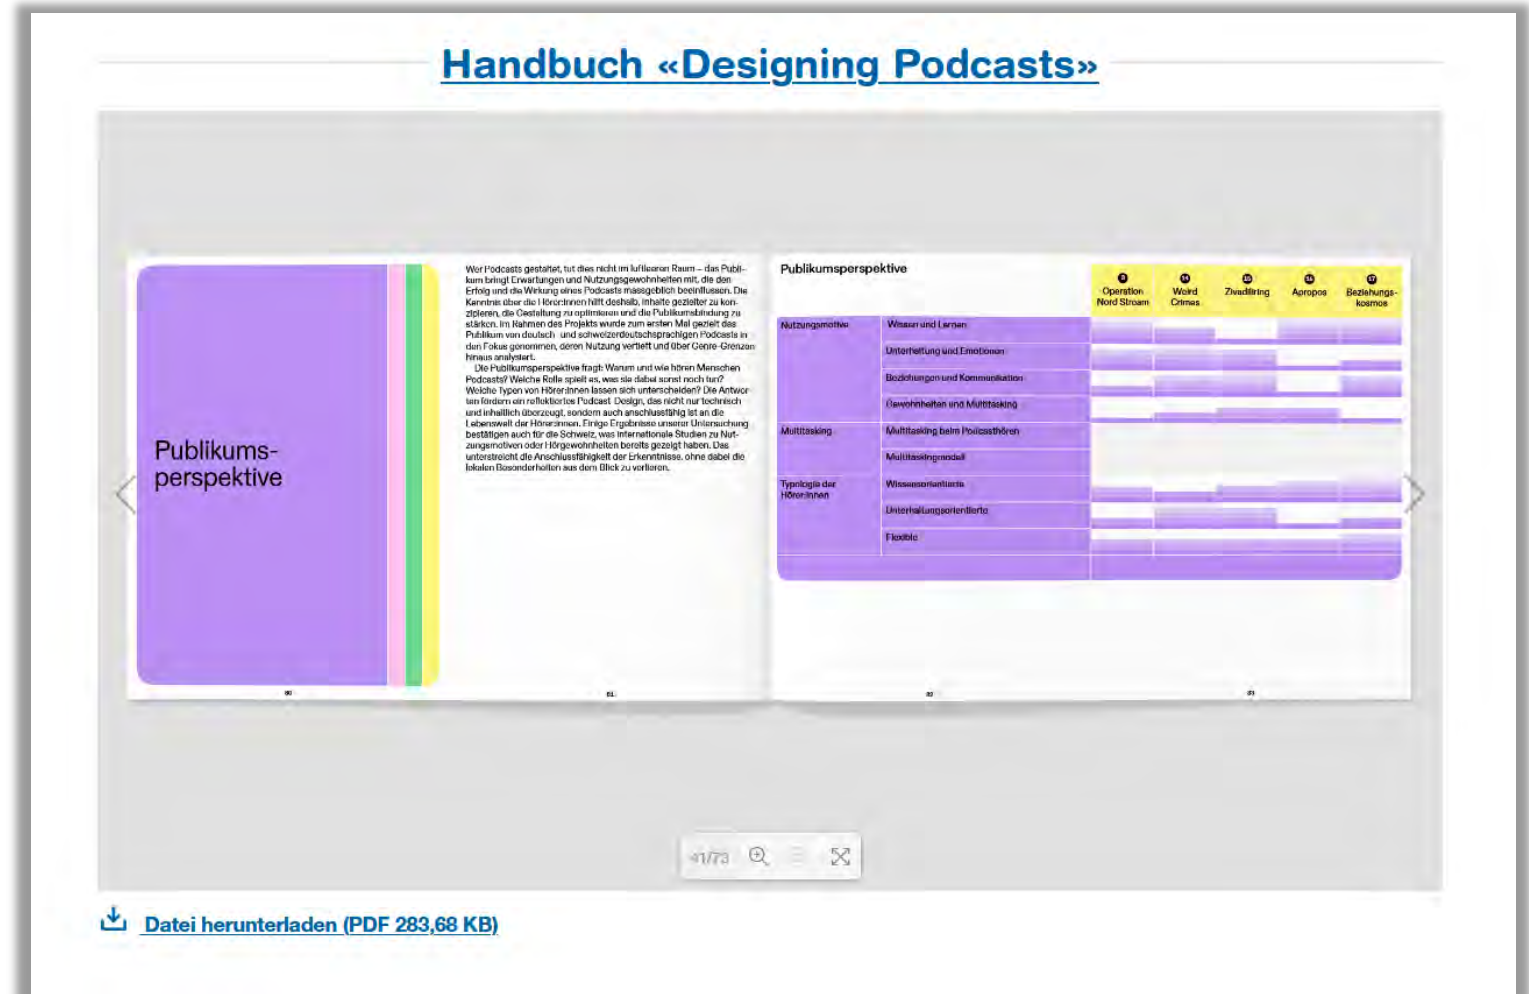 Handbuch «Designing Podcasts»
Publikums-
perspektive
Wer Podcasts gestaltet, tut dies nicht im luftleeren Raum – das Publi-
kum bringt Erwartungen und Nutzungsgewohnheiten mit, die den
Erfolg und die Wirkung eines Podcasts massgeblich beeinflussen. Die
Kenntnis über die Hörer:innen hilft deshalb, Inhalte gezielter zu kon-
zipieren, die Gestaltung zu optimieren und die Publikumsbindung zu
stärken. Im Rahmen des Projekts wurde zum ersten Mal gezielt das
Publikum von deutsch- und schweizerdeutschsprachigen Podcasts in
den Fokus genommen, deren Nutzung vertieft und über Genre-Grenzen
hinaus analysiert.
Die Publikumsperspektive fragt: Warum und wie hören Menschen
Podcasts? Welche Rolle spielt es, was sie dabei sonst noch tun?
Welche Typen von Hörer:innen lassen sich unterscheiden? Die Antwor-
ten fordern ein reflektiertes Podcast-Design, das nicht nur technisch
und inhaltlich überzeugt, sondern auch anschlussfähig ist an die
Lebenswelt der Hörer:innen. Einige Ergebnisse unserer Untersuchung
bestätigen auch für die Schweiz, was internationale Studien zu Nut-
zungsmotiven oder Hörgewohnheiten bereits gezeigt haben. Das
unterstreicht die Anschlussfähigkeit der Erkenntnisse, ohne dabei die
lokalen Besonderheiten aus dem Blick zu verlieren.
80
81
Publikumsperspektive
14 15 16 17
Operation
Nord Stream
Weird
Crimes
Zivadiliring
Apropos
Beziehungs-
kosmos
Nutzungsmotive
Wissen und Lernen
Unterhaltung und Emotionen
Beziehungen und Kommunikation
Gewohnheiten und Multitasking
Multitasking
Multitasking beim Podcasthören
Multitaskingmodell
Typologie der
Hörer:innen
Wissensorientierte
Unterhaltungsorientierte
Flexible
82
83
41/73
Datei herunterladen (PDF 283,68 KB)